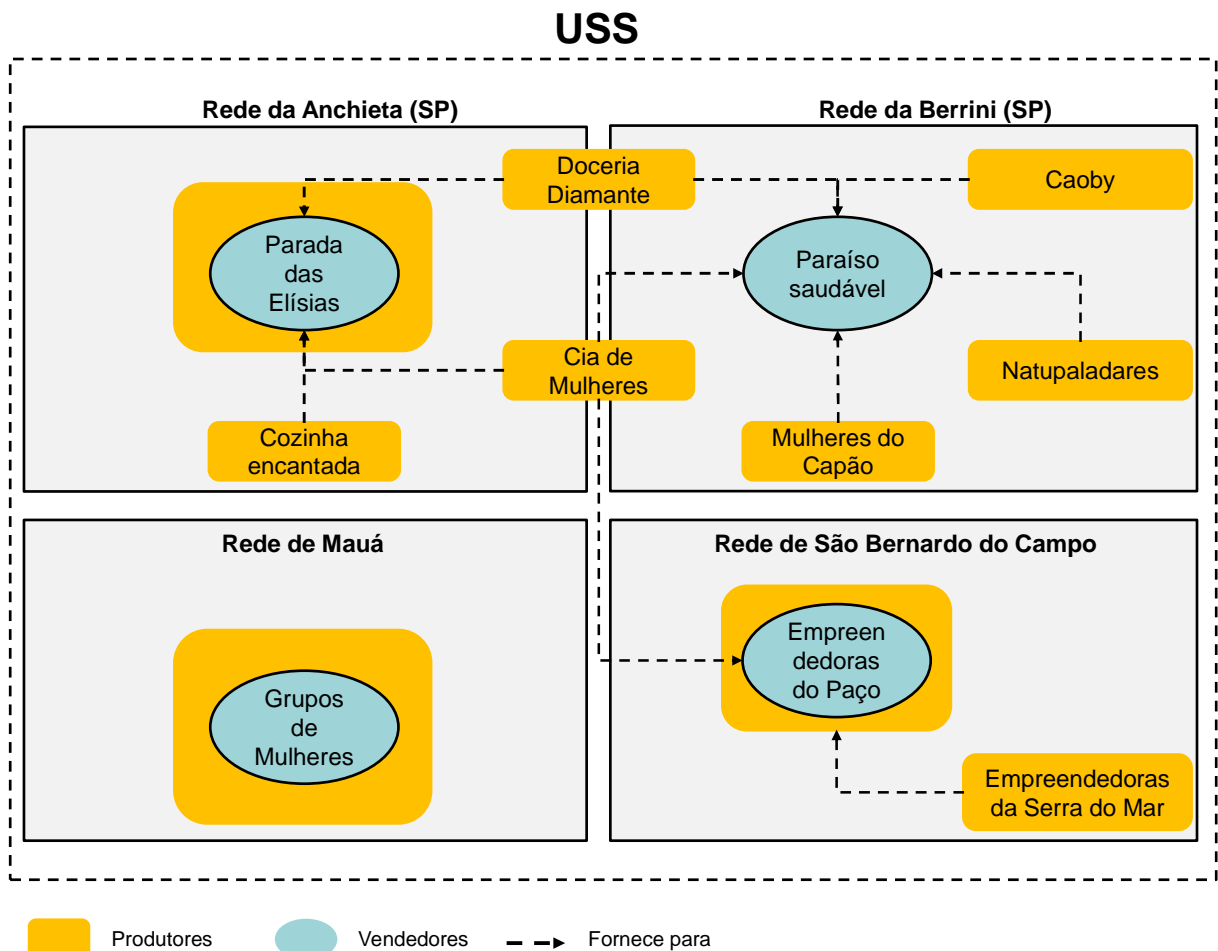 USS
Rede da Anchieta (SP)
Rede da Berrini (SP)
Doceria
Diamante
Caoby
Parada
das
Elísias
Paraíso
saudável
Cia de
Mulheres
Natupaladares
Cozinha
encantada
Mulheres do
Capão
Rede de Mauá
Rede de São Bernardo do Campo
Grupos
de
Mulheres
Empreen
dedoras
do Paço
Empreendedoras
da Serra do Mar
Produtores
Vendedores
Fornece para